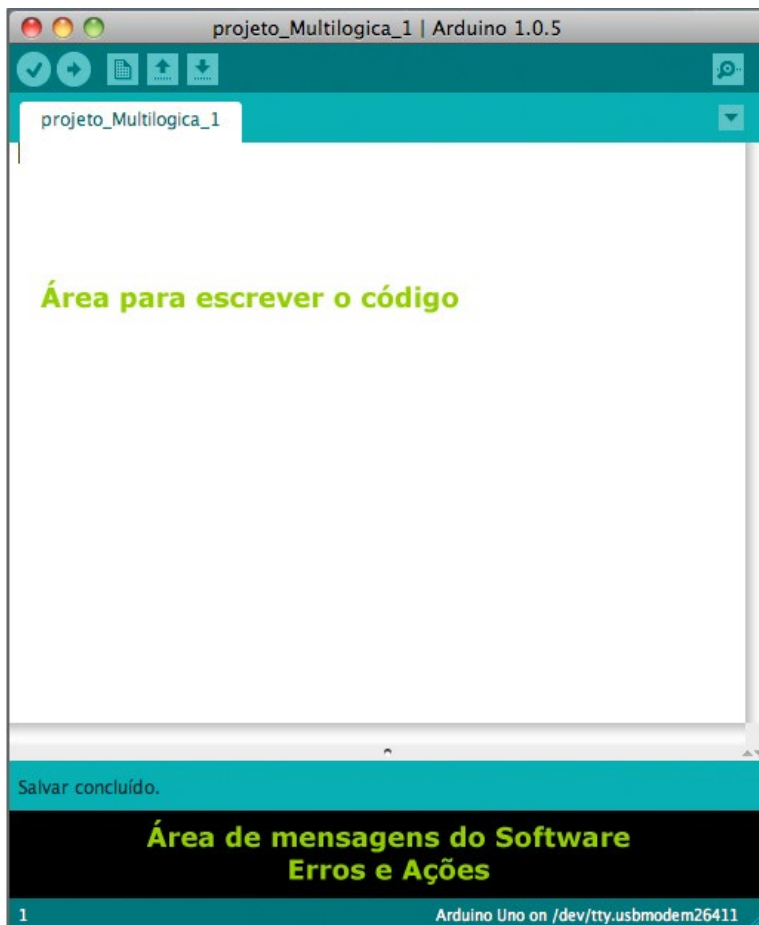 projeto_Multilogica_1 | Arduino 1.0.5
projeto_Multilogica_1
Área para escrever o código
Salvar concluído.
Área de mensagens do Software
Erros e Ações
1
Arduino Uno on /dev/tty.usbmodem26411